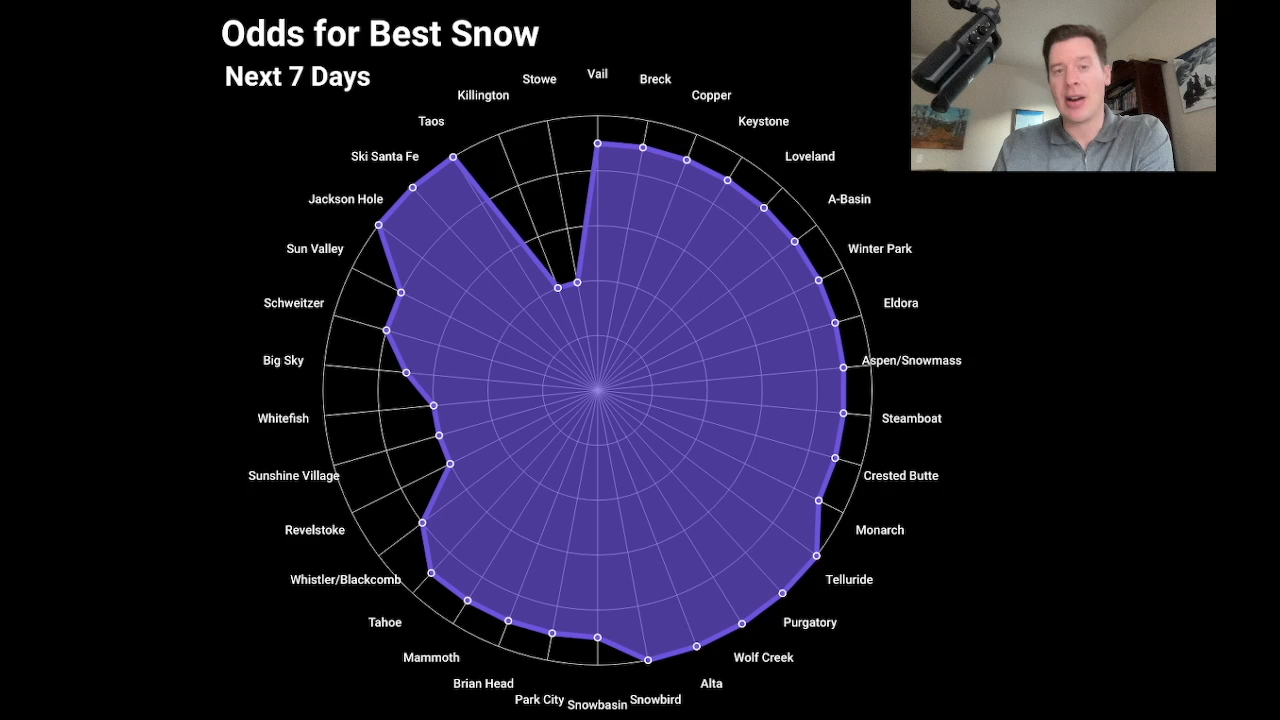 Odds for Best Snow
Next 7 Days
Vail
Breck
Copper
Keystone
Loveland
A-Basin
Winter Park
Eldora
Aspen/Snowmass
Steamboat
Crested Butte
Monarch
Telluride
Purgatory
Wolf Creek
Alta
Snowbird
Snowbasin
Park City
Brian Head
Mammoth
Tahoe
Whistler/Blackcomb
Revelstoke
Sunshine Village
Whitefish
Big Sky
Schweitzer
Sun Valley
Jackson Hole
Ski Santa Fe
Taos
Killington
Stowe